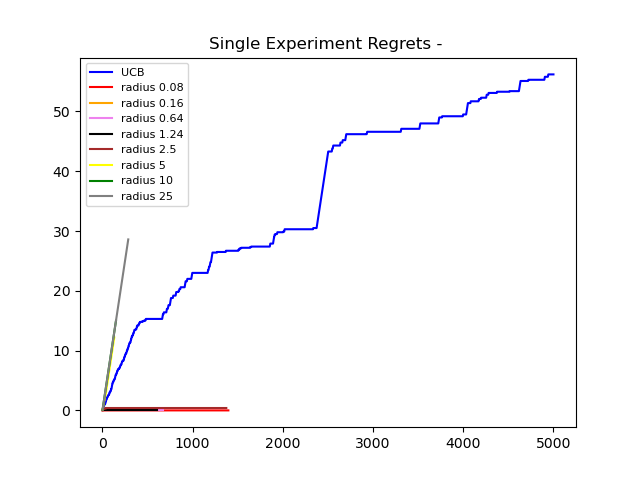 Single Experiment Regrets -
UCB
radius 0.08
radius 0.16
radius 0.64
radius 1.24
radius 2.5
radius 5
radius 10
radius 25
50
40
30
20
10
0
0 1000 2000 3000 4000 5000